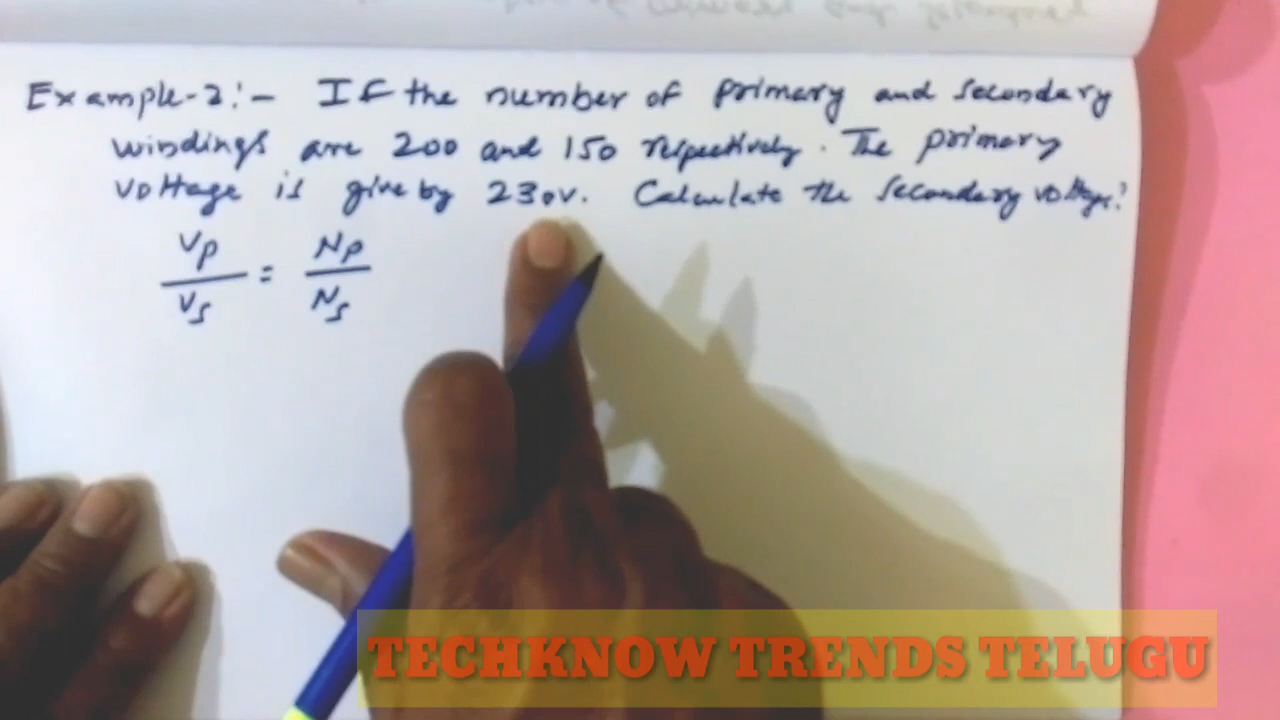 Example-2:- If the number of primary and secondary
windings are 200 and 150 respectively. The primary
voltage is give by 230V. Calculate the secondary voltage?
Vp/Vs = Np/Ns
TECHKNOW TRENDS TELUGU